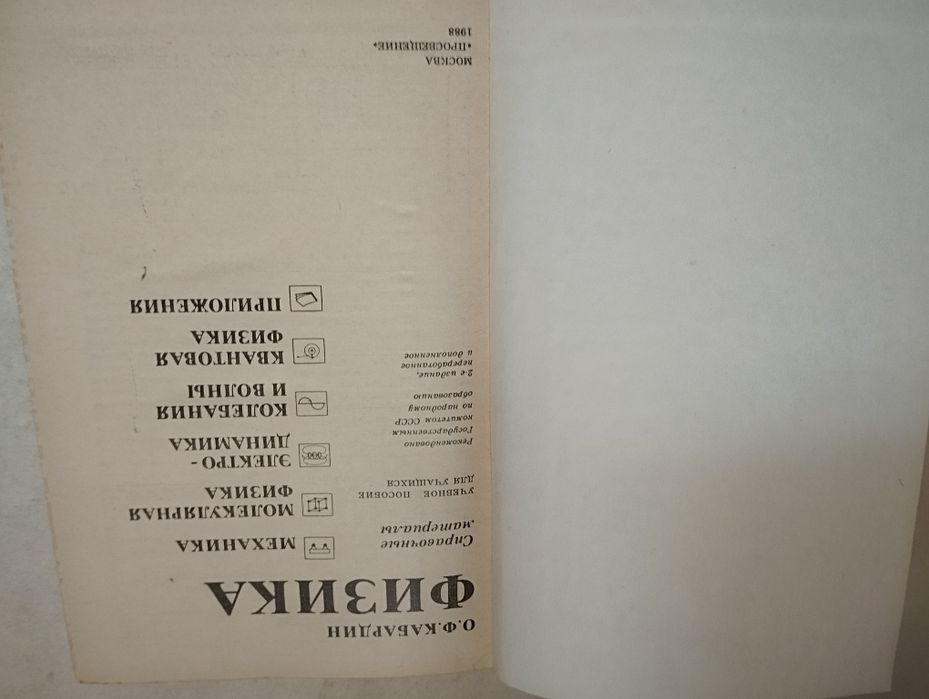 О.Ф.КАБАРДИН
ФИЗИКА
Справочные
материалы
УЧЕБНОЕ ПОСОБИЕ
ДЛЯ УЧАЩИХСЯ
Рекомендовано
Государственным
комитетом СССР
по народному
образованию
2-е издание,
переработанное
и дополненное
МЕХАНИКА
МОЛЕКУЛЯРНАЯ
ФИЗИКА
ЭЛЕКТРО-
ДИНАМИКА
КОЛЕБАНИЯ
И ВОЛНЫ
КВАНТОВАЯ
ФИЗИКА
ПРИЛОЖЕНИЯ
МОСКВА
«ПРОСВЕЩЕНИЕ»
1988